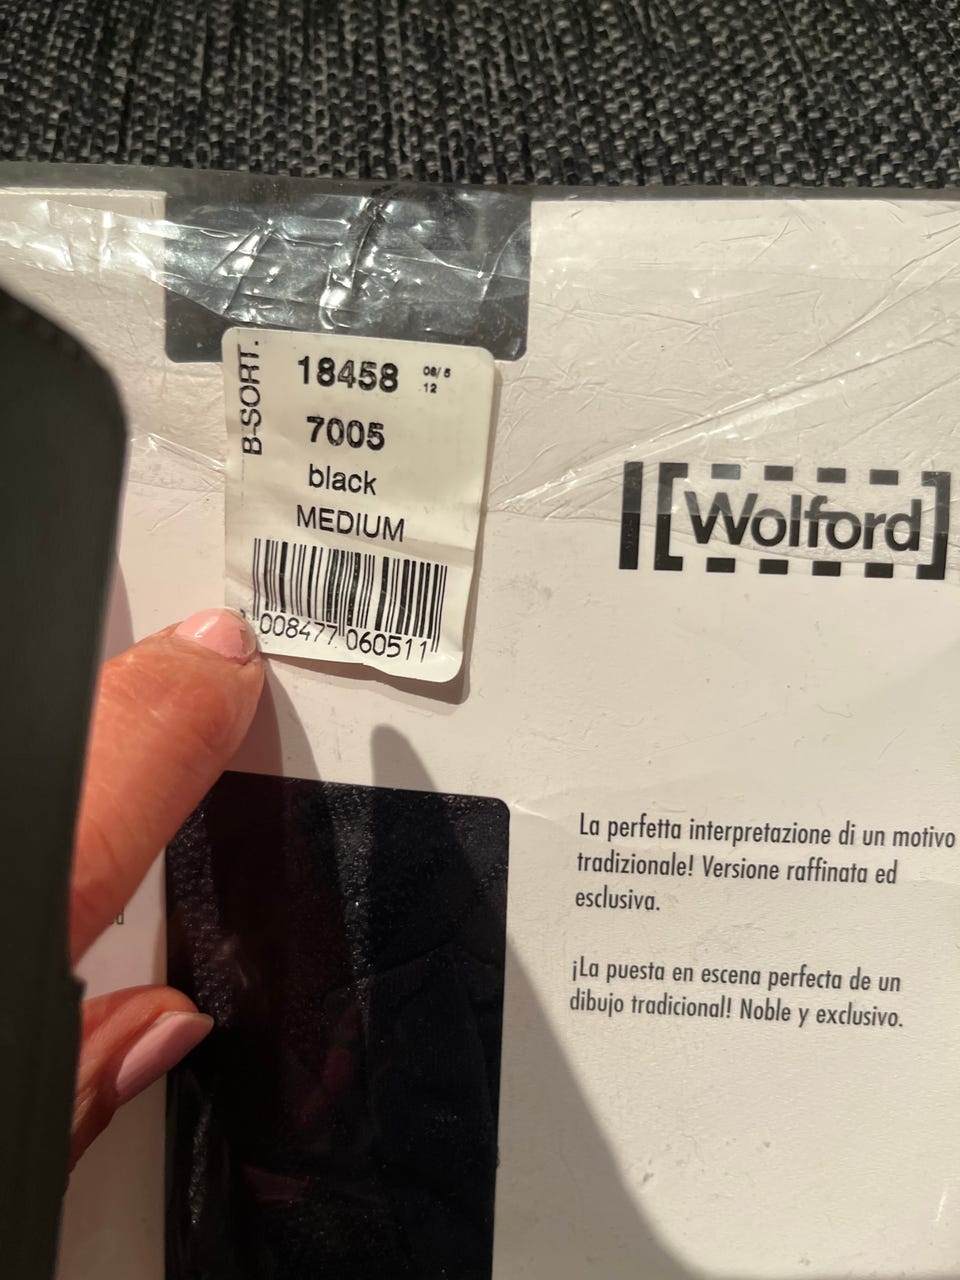 B-SORT.
18458 06/5
12
7005
black
MEDIUM
008477 060511
Wolford
La perfetta interpretazione di un motivo
tradizionale! Versione raffinata ed
esclusiva.
¡La puesta en escena perfecta de un
dibujo tradicional! Noble y exclusivo.